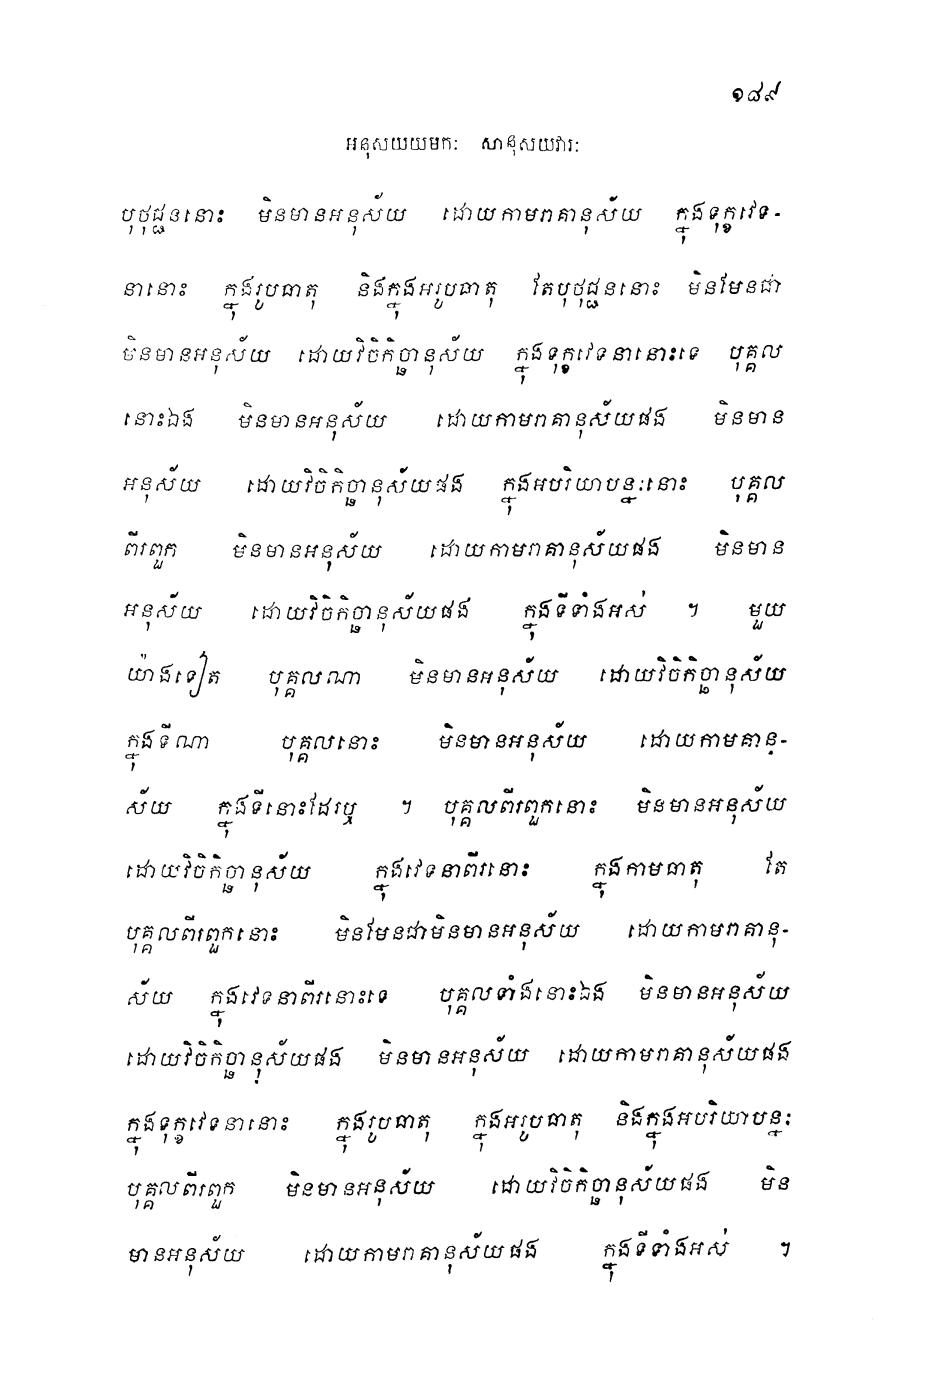 ១៨៩
អនុសយយមកៈ សានុសយវារៈ
បុថុជ្ជននោះ មិនមានអនុស័យ ដោយកាមរាគានុស័យ ក្នុងទុក្ខវេទ-
នានោះ ក្នុងរូបធាតុ និងក្នុងអរូបធាតុ តែបុថុជ្ជននោះ មិនមែនជា
មិនមានអនុស័យ ដោយវិចិកិច្ឆានុស័យ ក្នុងទុក្ខវេទនានោះទេ បុគ្គល
នោះឯង មិនមានអនុស័យ ដោយកាមរាគានុស័យផង មិនមាន
អនុស័យ ដោយវិចិកិច្ឆានុស័យផង ក្នុងអបរិយាបន្នៈនោះ បុគ្គល
ពីរពួក មិនមានអនុស័យ ដោយកាមរាគានុស័យផង មិនមាន
អនុស័យ ដោយវិចិកិច្ឆានុស័យផង ក្នុងទីទាំងអស់ ។ មួយ
យ៉ាងទៀត បុគ្គលណា មិនមានអនុស័យ ដោយវិចិកិច្ឆានុស័យ
ក្នុងទីណា បុគ្គលនោះ មិនមានអនុស័យ ដោយកាមគានុ-
ស័យ ក្នុងទីនោះដែរឬ ។ បុគ្គលពីរពួកនោះ មិនមានអនុស័យ
ដោយវិចិកិច្ឆានុស័យ ក្នុងវេទនាពីរនោះ ក្នុងកាមធាតុ តែ
បុគ្គលពីរពួកនោះ មិនមែនជាមិនមានអនុស័យ ដោយកាមរាគានុ-
ស័យ ក្នុងវេទនាពីរនោះទេ បុគ្គលទាំងនោះឯង មិនមានអនុស័យ
ដោយវិចិកិច្ឆានុស័យផង មិនមានអនុស័យ ដោយកាមរាគានុស័យផង
ក្នុងទុក្ខវេទនានោះ ក្នុងរូបធាតុ ក្នុងអរូបធាតុ និងក្នុងអបរិយាបន្នៈ
បុគ្គលពីរពួក មិនមានអនុស័យ ដោយវិចិកិច្ឆានុស័យផង មិន
មានអនុស័យ ដោយកាមរាគានុស័យផង ក្នុងទីទាំងអស់ ។